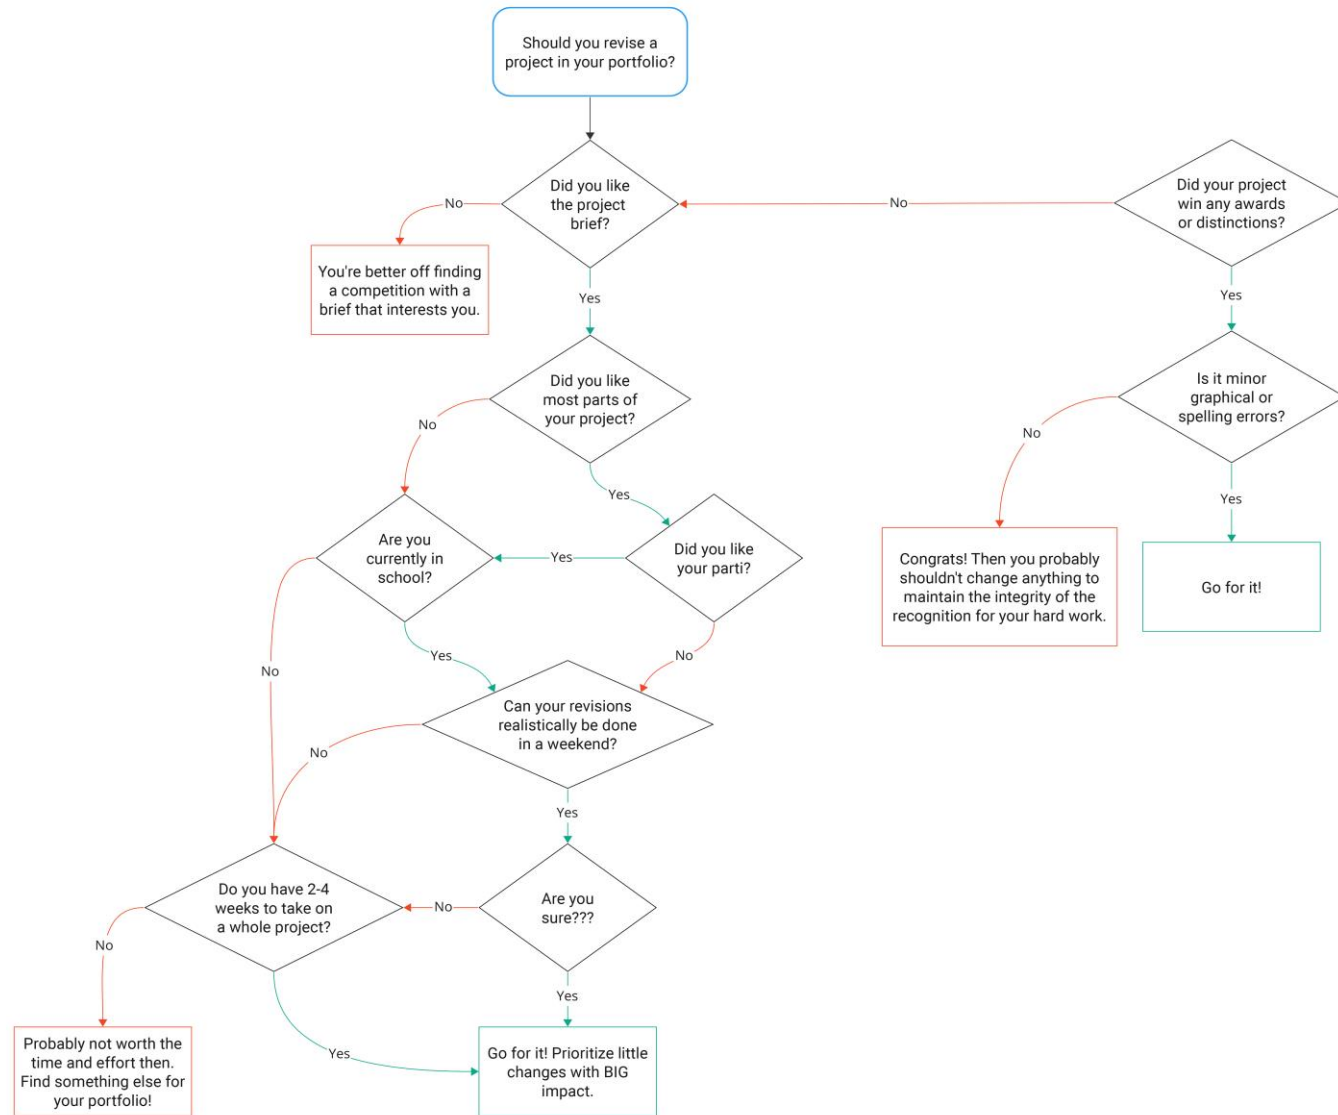 Should you revise a
project in your portfolio?
Did you like
the project
brief?
No
No
Did your project
win any awards
or distinctions?
You're better off finding
a competition with a
brief that interests you.
Yes
Yes
Did you like
most parts of
your project?
Is it minor
graphical or
spelling errors?
No
No
Yes
Yes
Are you
currently in
school?
Yes
Did you like
your parti?
Congrats! Then you probably
shouldn't change anything to
maintain the integrity of the
recognition for your hard work.
Go for it!
Yes
No
No
Can your revisions
realistically be done
in a weekend?
No
Yes
Do you have 2-4
weeks to take on
a whole project?
No
Are you
sure???
No
Yes
Probably not worth the
time and effort then.
Find something else for
your portfolio!
Yes
Go for it! Prioritize little
changes with BIG
impact.